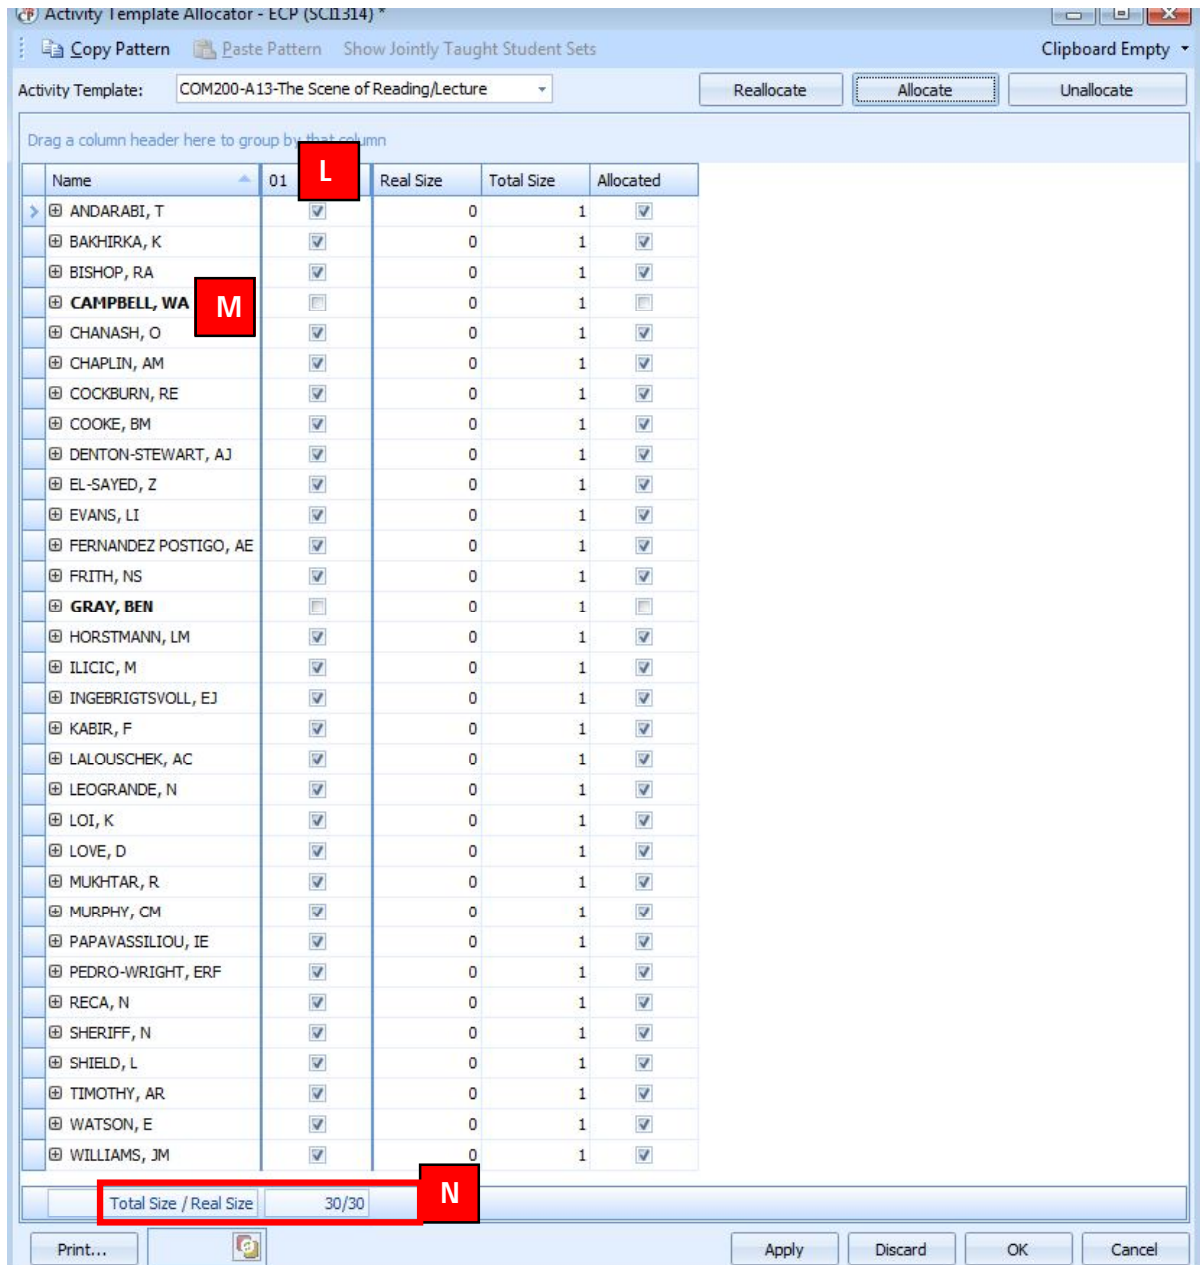 Activity Template Allocator - ECP (SCI1314) *
Copy Pattern Paste Pattern Show Jointly Taught Student Sets Clipboard Empty
Activity Template: COM200-A13-The Scene of Reading/Lecture Reallocate Allocate Unallocate
Drag a column header here to group by that column
Name 01 L Real Size Total Size Allocated
ANDARABI, T 0 1
BAKHIRKA, K 0 1
BISHOP, RA 0 1
CAMPBELL, WA M 0 1
CHANASH, O 0 1
CHAPLIN, AM 0 1
COCKBURN, RE 0 1
COOKE, BM 0 1
DENTON-STEWART, AJ 0 1
EL-SAYED, Z 0 1
EVANS, LI 0 1
FERNANDEZ POSTIGO, AE 0 1
FRITH, NS 0 1
GRAY, BEN 0 1
HORSTMANN, LM 0 1
ILICIC, M 0 1
INGEBRIGTSVOLL, EJ 0 1
KABIR, F 0 1
LALOUSCHEK, AC 0 1
LEOGRANDE, N 0 1
LOI, K 0 1
LOVE, D 0 1
MUKHTAR, R 0 1
MURPHY, CM 0 1
PAPAVASSILIOU, IE 0 1
PEDRO-WRIGHT, ERF 0 1
RECA, N 0 1
SHERIFF, N 0 1
SHIELD, L 0 1
TIMOTHY, AR 0 1
WATSON, E 0 1
WILLIAMS, JM 0 1
Total Size / Real Size 30/30 N
Print... Apply Discard OK Cancel